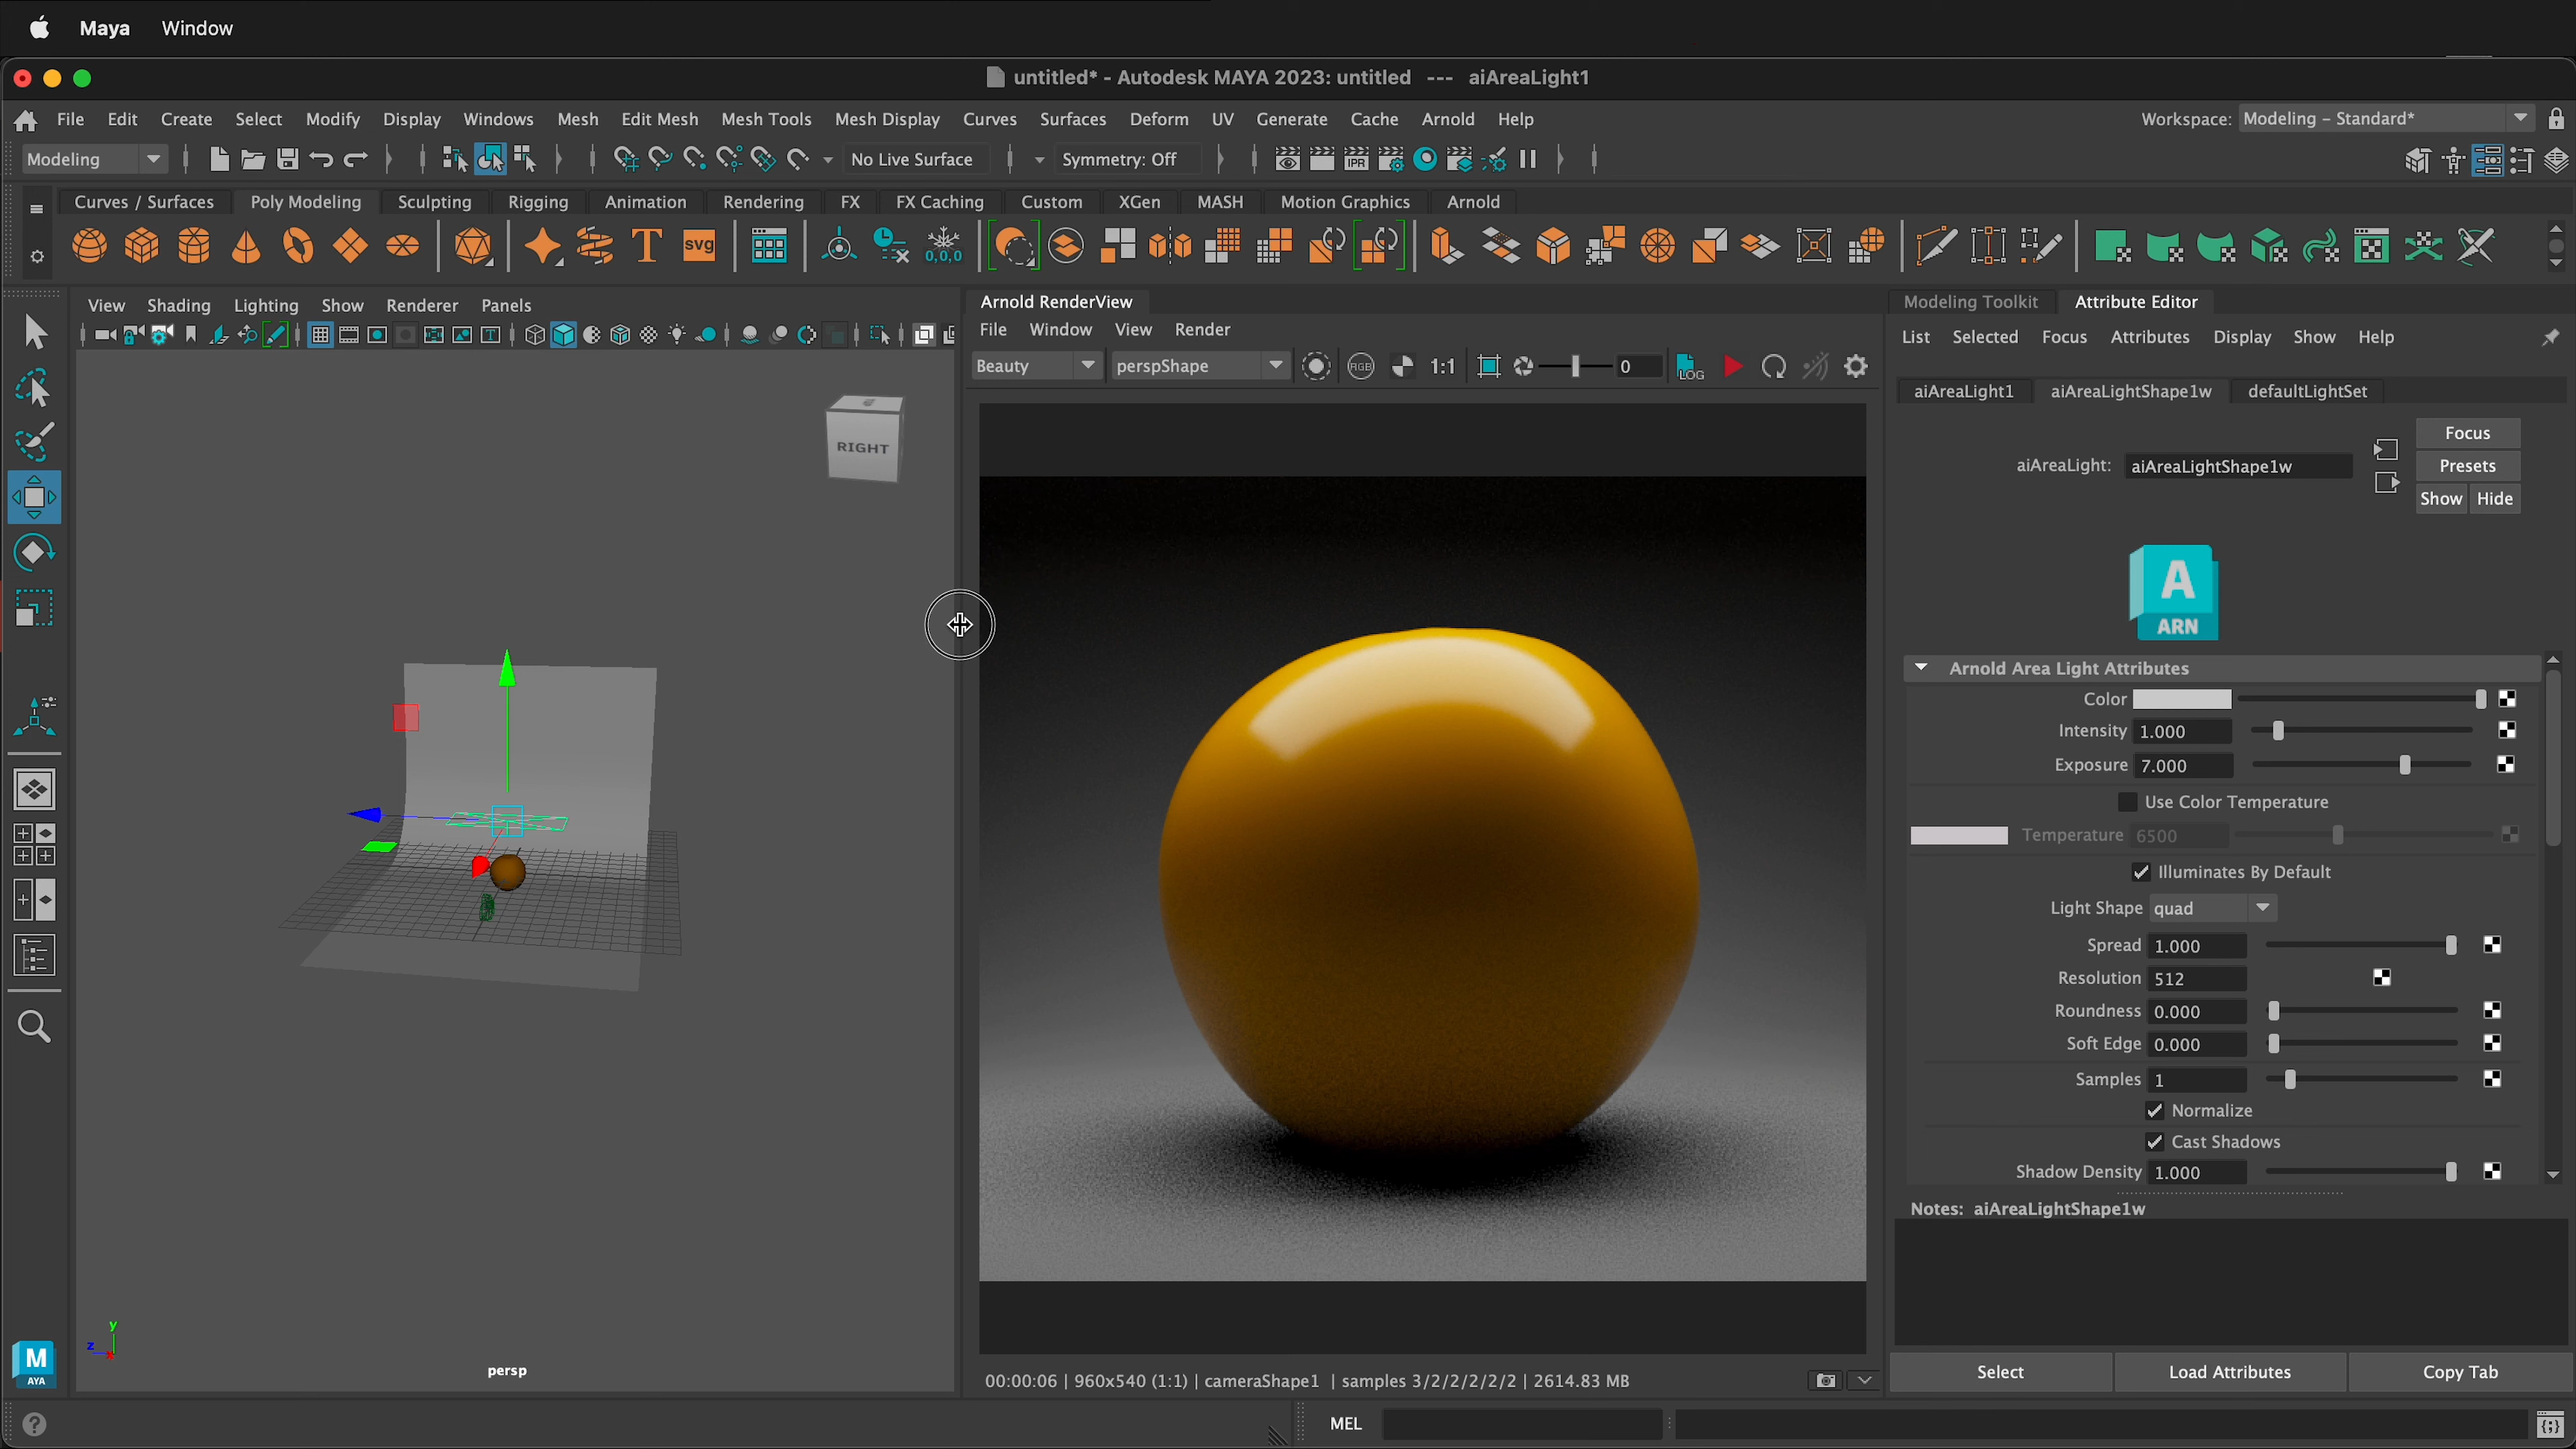 Maya Window
untitled* - Autodesk MAYA 2023: untitled --- aiAreaLight1
File Edit Create Select Modify Display Windows Mesh Edit Mesh Mesh Tools Mesh Display Curves Surfaces Deform UV Generate Cache Arnold Help
Workspace: Modeling - Standard*
Modeling No Live Surface Symmetry: Off IPR
Curves / Surfaces Poly Modeling Sculpting Rigging Animation Rendering FX FX Caching Custom XGen MASH Motion Graphics Arnold
T svg 0,0,0
View Shading Lighting Show Renderer Panels
RIGHT
persp
y
z
x
M
AYA
Arnold RenderView
File Window View Render
Beauty perspShape RGB 1:1 0 LOG
00:00:06 | 960x540 (1:1) | cameraShape1 | samples 3/2/2/2/2/2 | 2614.83 MB
Modeling Toolkit Attribute Editor
List Selected Focus Attributes Display Show Help
aiAreaLight1 aiAreaLightShape1w defaultLightSet
Focus
aiAreaLight: aiAreaLightShape1w Presets
Show Hide
A
ARN
Arnold Area Light Attributes
Color
Intensity 1.000
Exposure 7.000
Use Color Temperature
Temperature 6500
Illuminates By Default
Light Shape quad
Spread 1.000
Resolution 512
Roundness 0.000
Soft Edge 0.000
Samples 1
Normalize
Cast Shadows
Shadow Density 1.000
Notes: aiAreaLightShape1w
Select Load Attributes Copy Tab
MEL